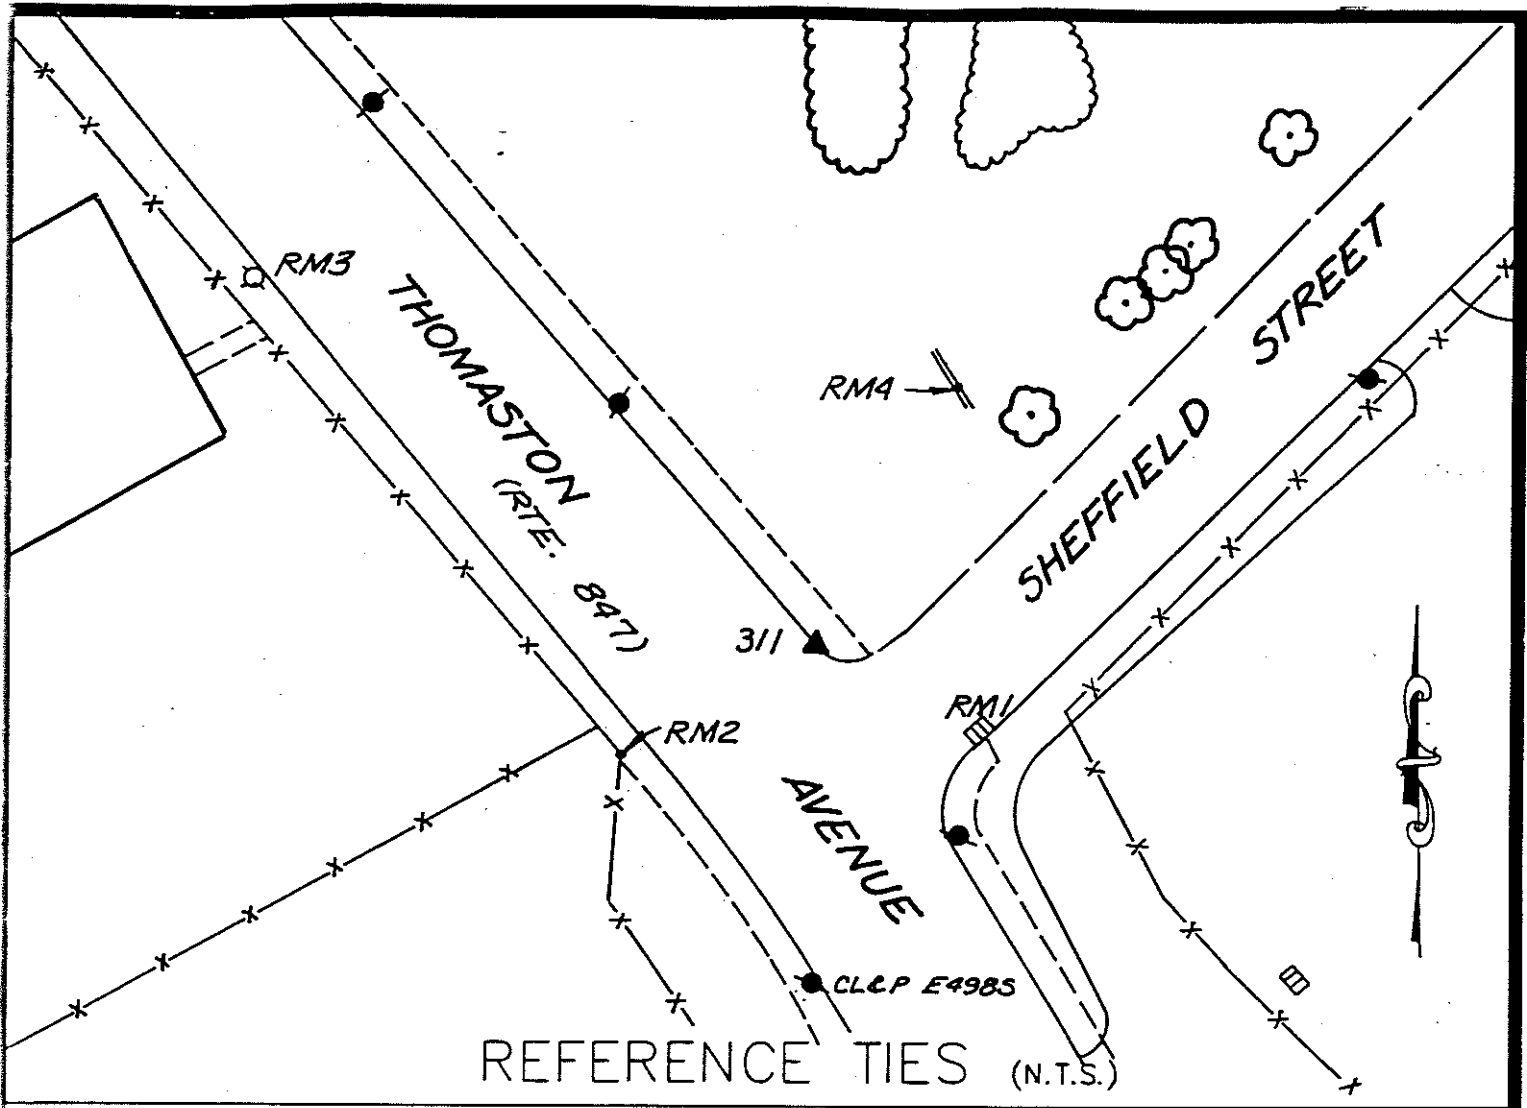 RM3
THOMASTON
(RTE. 847)
RM4
STREET
SHEFFIELD
311
RM1
RM2
AVENUE
CL&P E4985
REFERENCE TIES (N.T.S.)